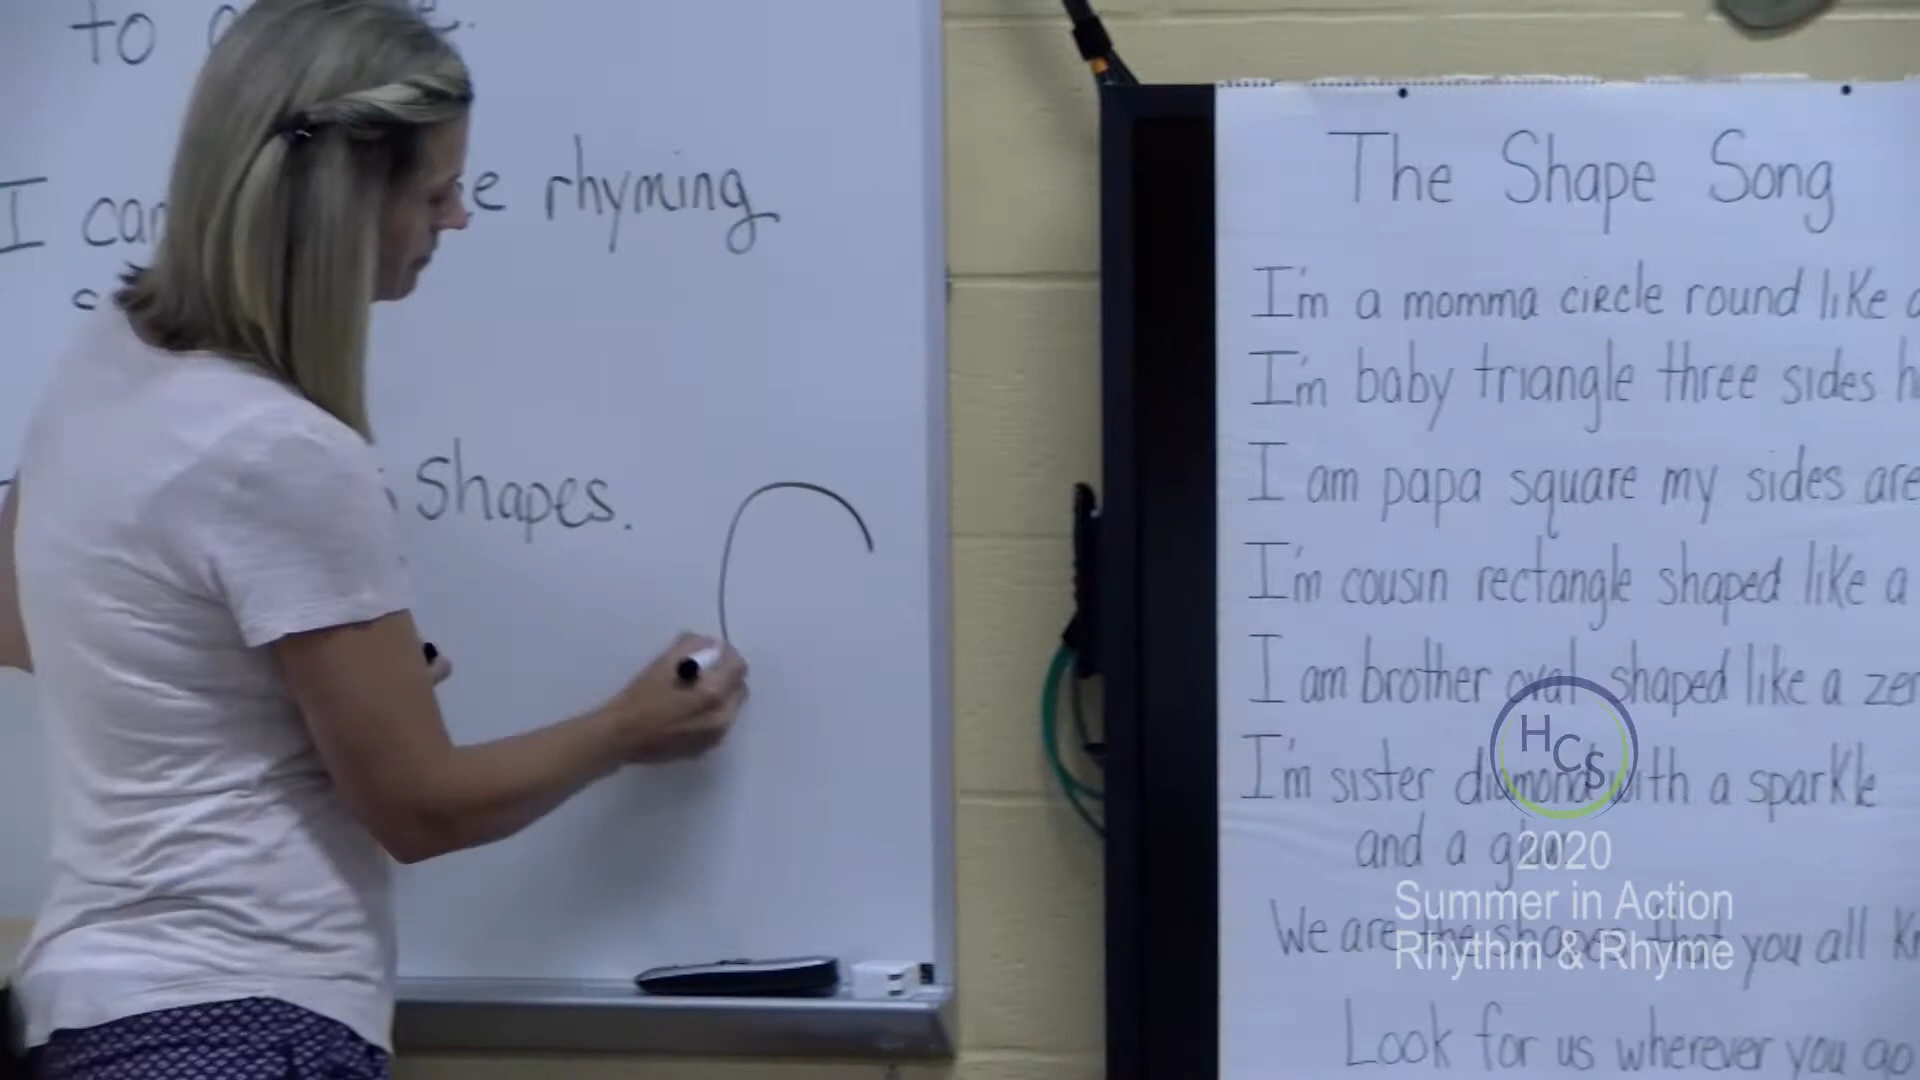 to
I can
rhyming
shapes.
The Shape Song
I'm a momma circle round like
I'm baby triangle three sides
I am papa square my sides are
I'm cousin rectangle shaped like a
I am brother oval shaped like a
I'm sister diamond with a sparkle
and a
We are the shapes that you all
Look for us wherever you go
HCS
2020
Summer in Action
Rhythm & Rhyme